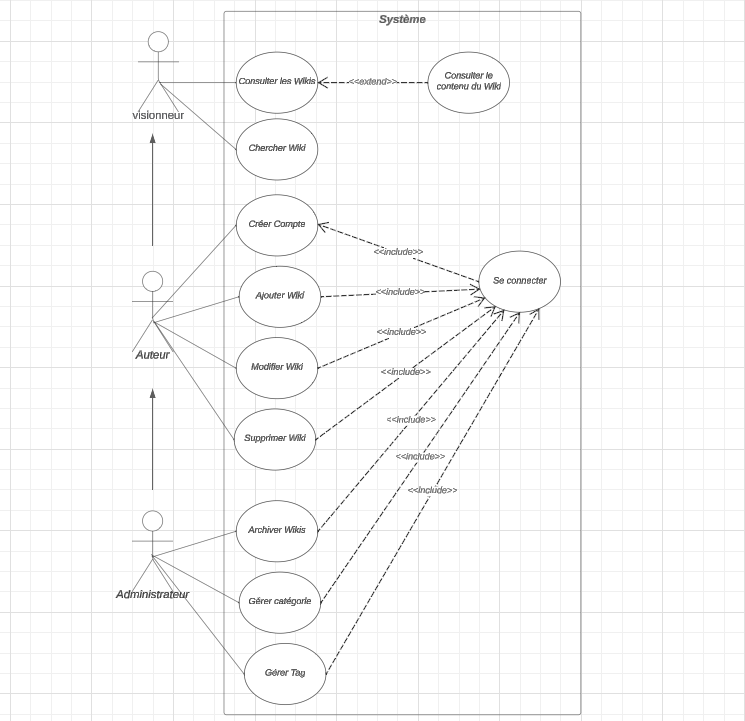 Système
Consulter les Wikis
<<extend>>
Consulter le
contenu du Wiki
visionneur
Chercher Wiki
Créer Compte
<<include>>
Se connecter
Ajouter Wiki
<<include>>
<<include>>
Auteur
Modifier Wiki
<<include>>
<<include>>
Supprimer Wiki
<<include>>
<<include>>
Archiver Wikis
Administrateur
Gérer catégorie
Gérer Tag